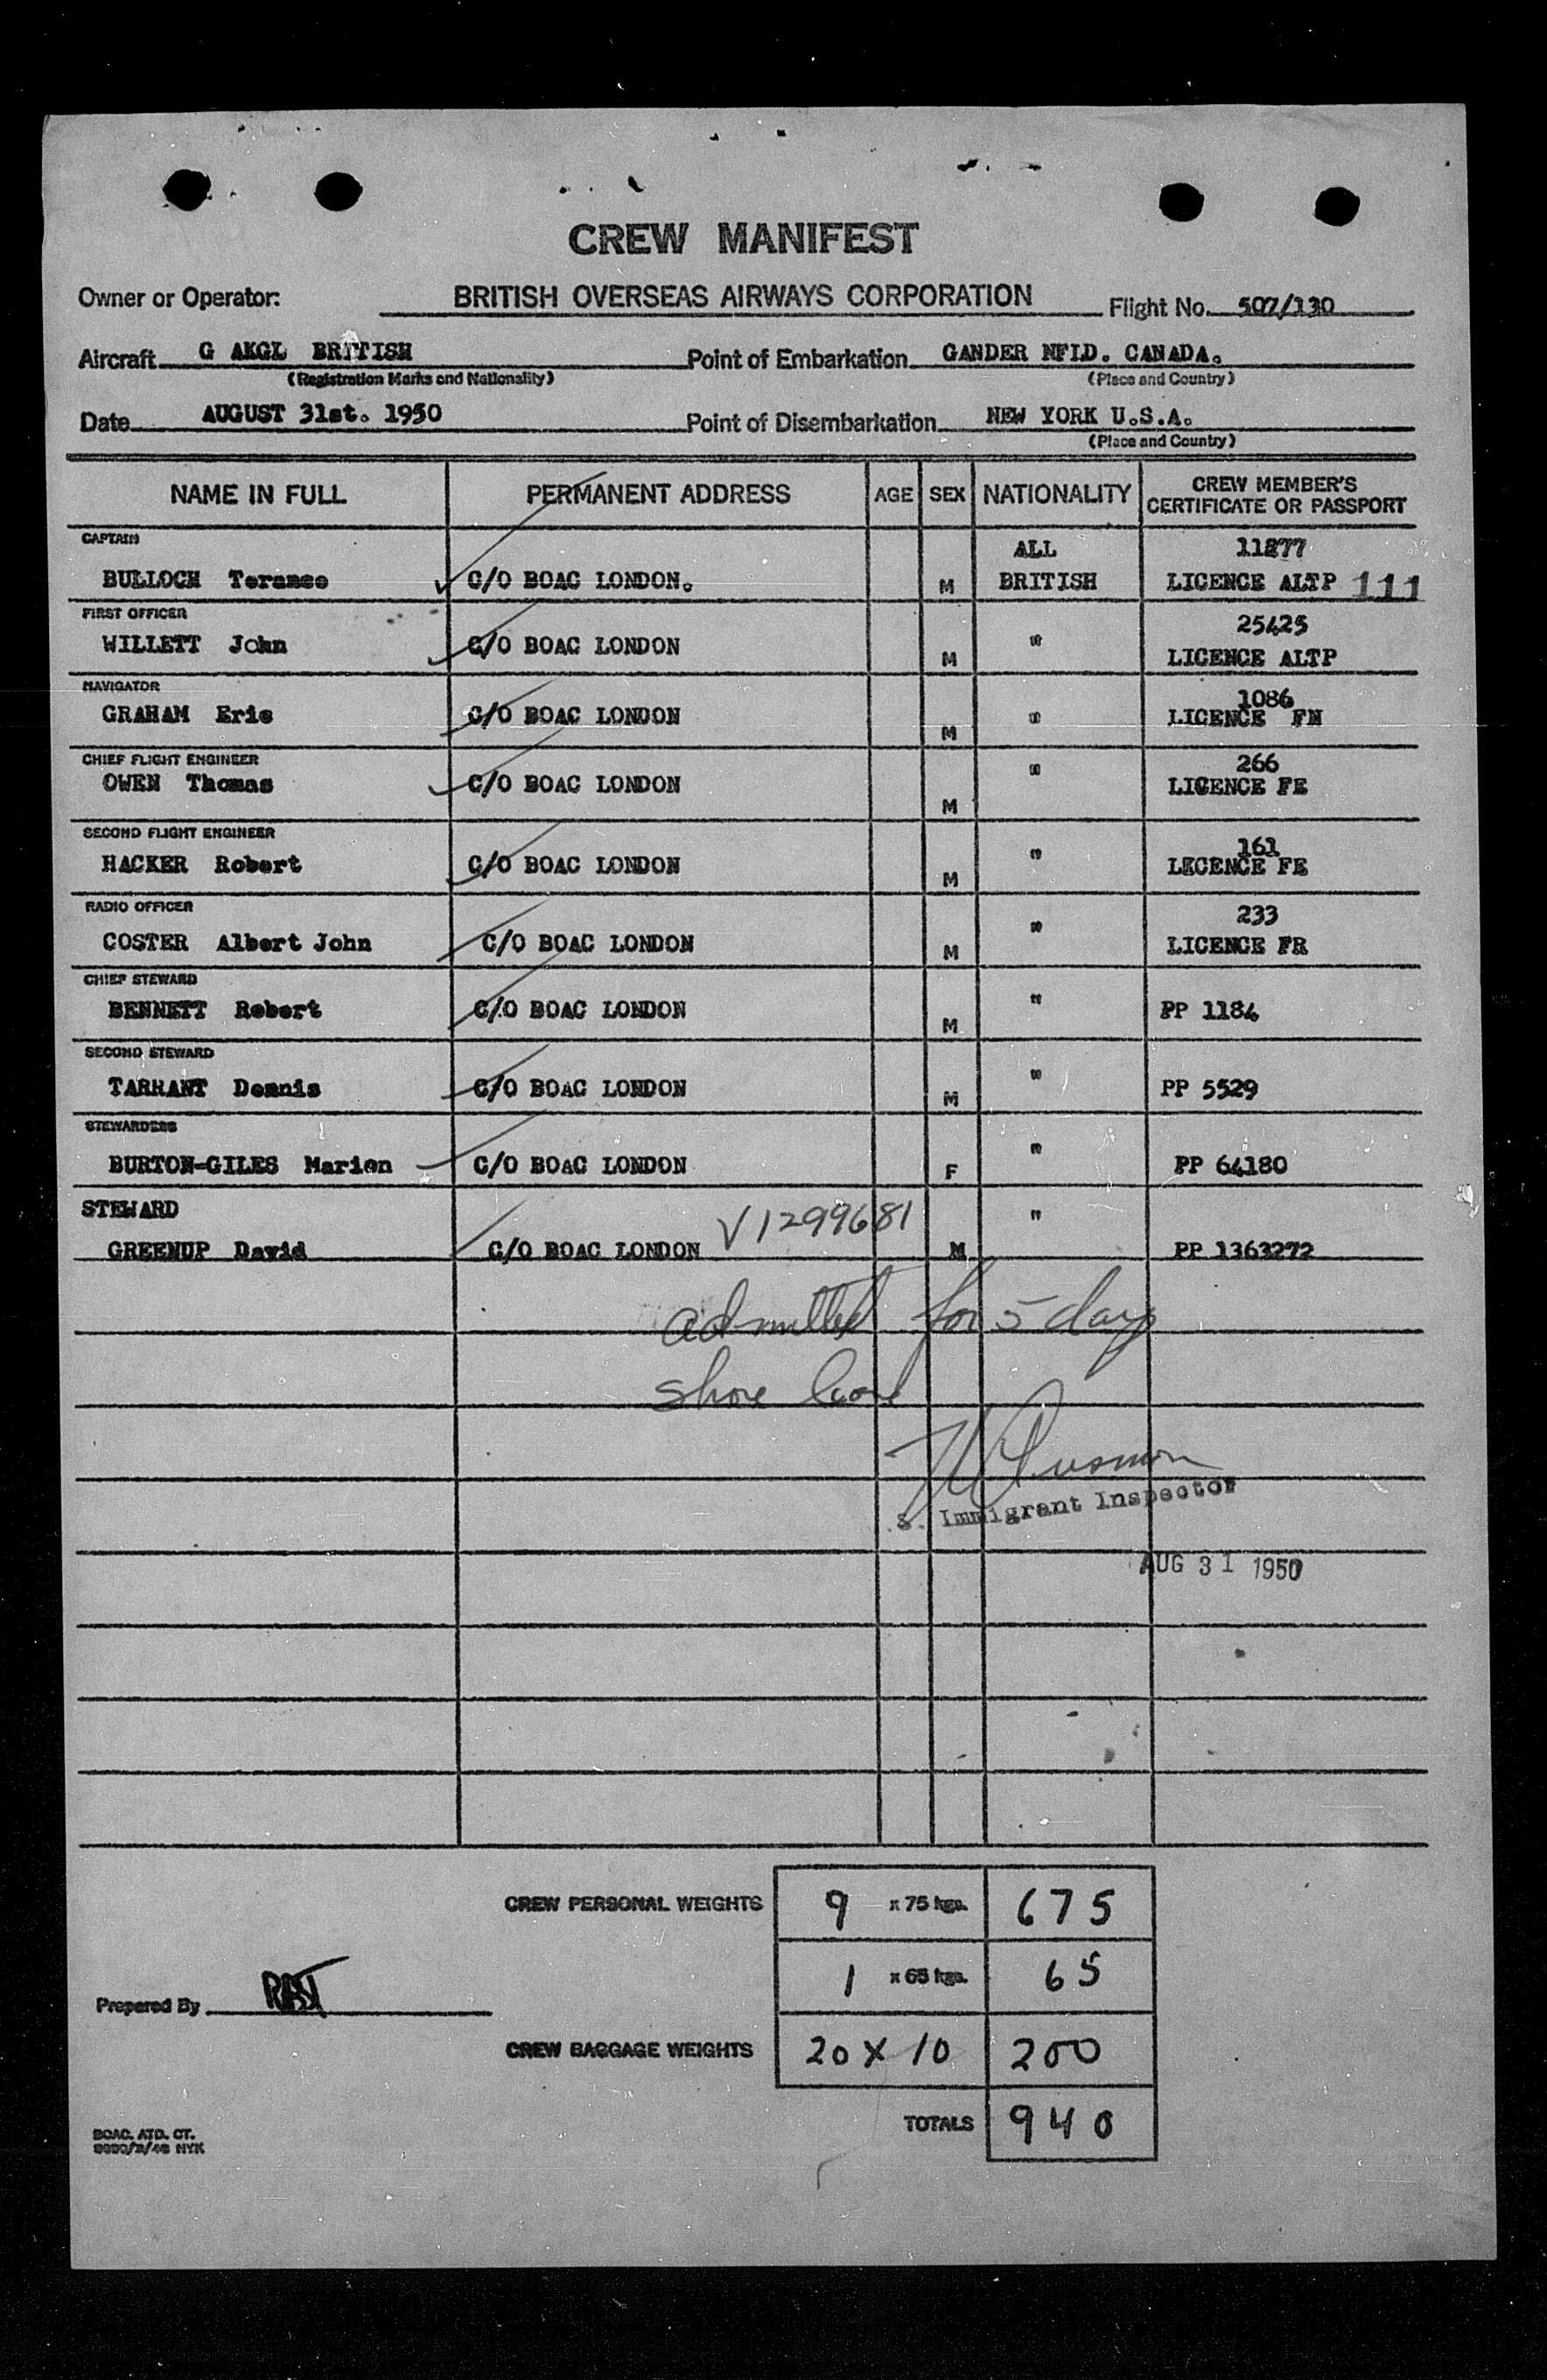 CREW MANIFEST
Owner or Operator: BRITISH OVERSEAS AIRWAYS CORPORATION Flight No. 507/130
Aircraft G AKGL BRITISH Point of Embarkation GANDER NFLD. CANADA.
(Registration Marks and Nationality) (Place and Country)
Date AUGUST 31st. 1950 Point of Disembarkation NEW YORK U.S.A.
(Place and Country)
NAME IN FULL PERMANENT ADDRESS AGE SEX NATIONALITY CREW MEMBER'S CERTIFICATE OR PASSPORT
CAPTAIN ALL 11877
BULLOCH C/O BOAC LONDON. M BRITISH LICENCE ALTP 111
FIRST OFFICER 25425
WILLETT John C/O BOAC LONDON M " LICENCE ALTP
NAVIGATOR 1086
GRAHAM Eric C/O BOAC LONDON M " LICENCE FN
CHIEF FLIGHT ENGINEER 266
OWEN Thomas C/O BOAC LONDON M " LICENCE FE
SECOND FLIGHT ENGINEER 161
HACKER Robert C/O BOAC LONDON M " LECENCE FE
RADIO OFFICER 233
COSTER Albert John C/O BOAC LONDON M " LICENCE FR
CHIEF STEWARD
BENNETT Robert C/O BOAC LONDON M " PP 1184
SECOND STEWARD
TARRANT Dennis C/O BOAC LONDON M " PP 5529
STEWARDESS
BURTON-GILES Marion C/O BOAC LONDON F " PP 64180
STEWARD V1299681 "
GREENUP David C/O BOAC LONDON M PP 1363272
admitted for 5 days
shore leave
S. Immigrant Inspector
AUG 31 1950
CREW PERSONAL WEIGHTS 9 x 75 kgs. 675
1 x 65 kgs. 65
Prepared By
CREW BAGGAGE WEIGHTS 20 X 10 200
TOTALS 940
BOAC. ATD. CT.
NYK